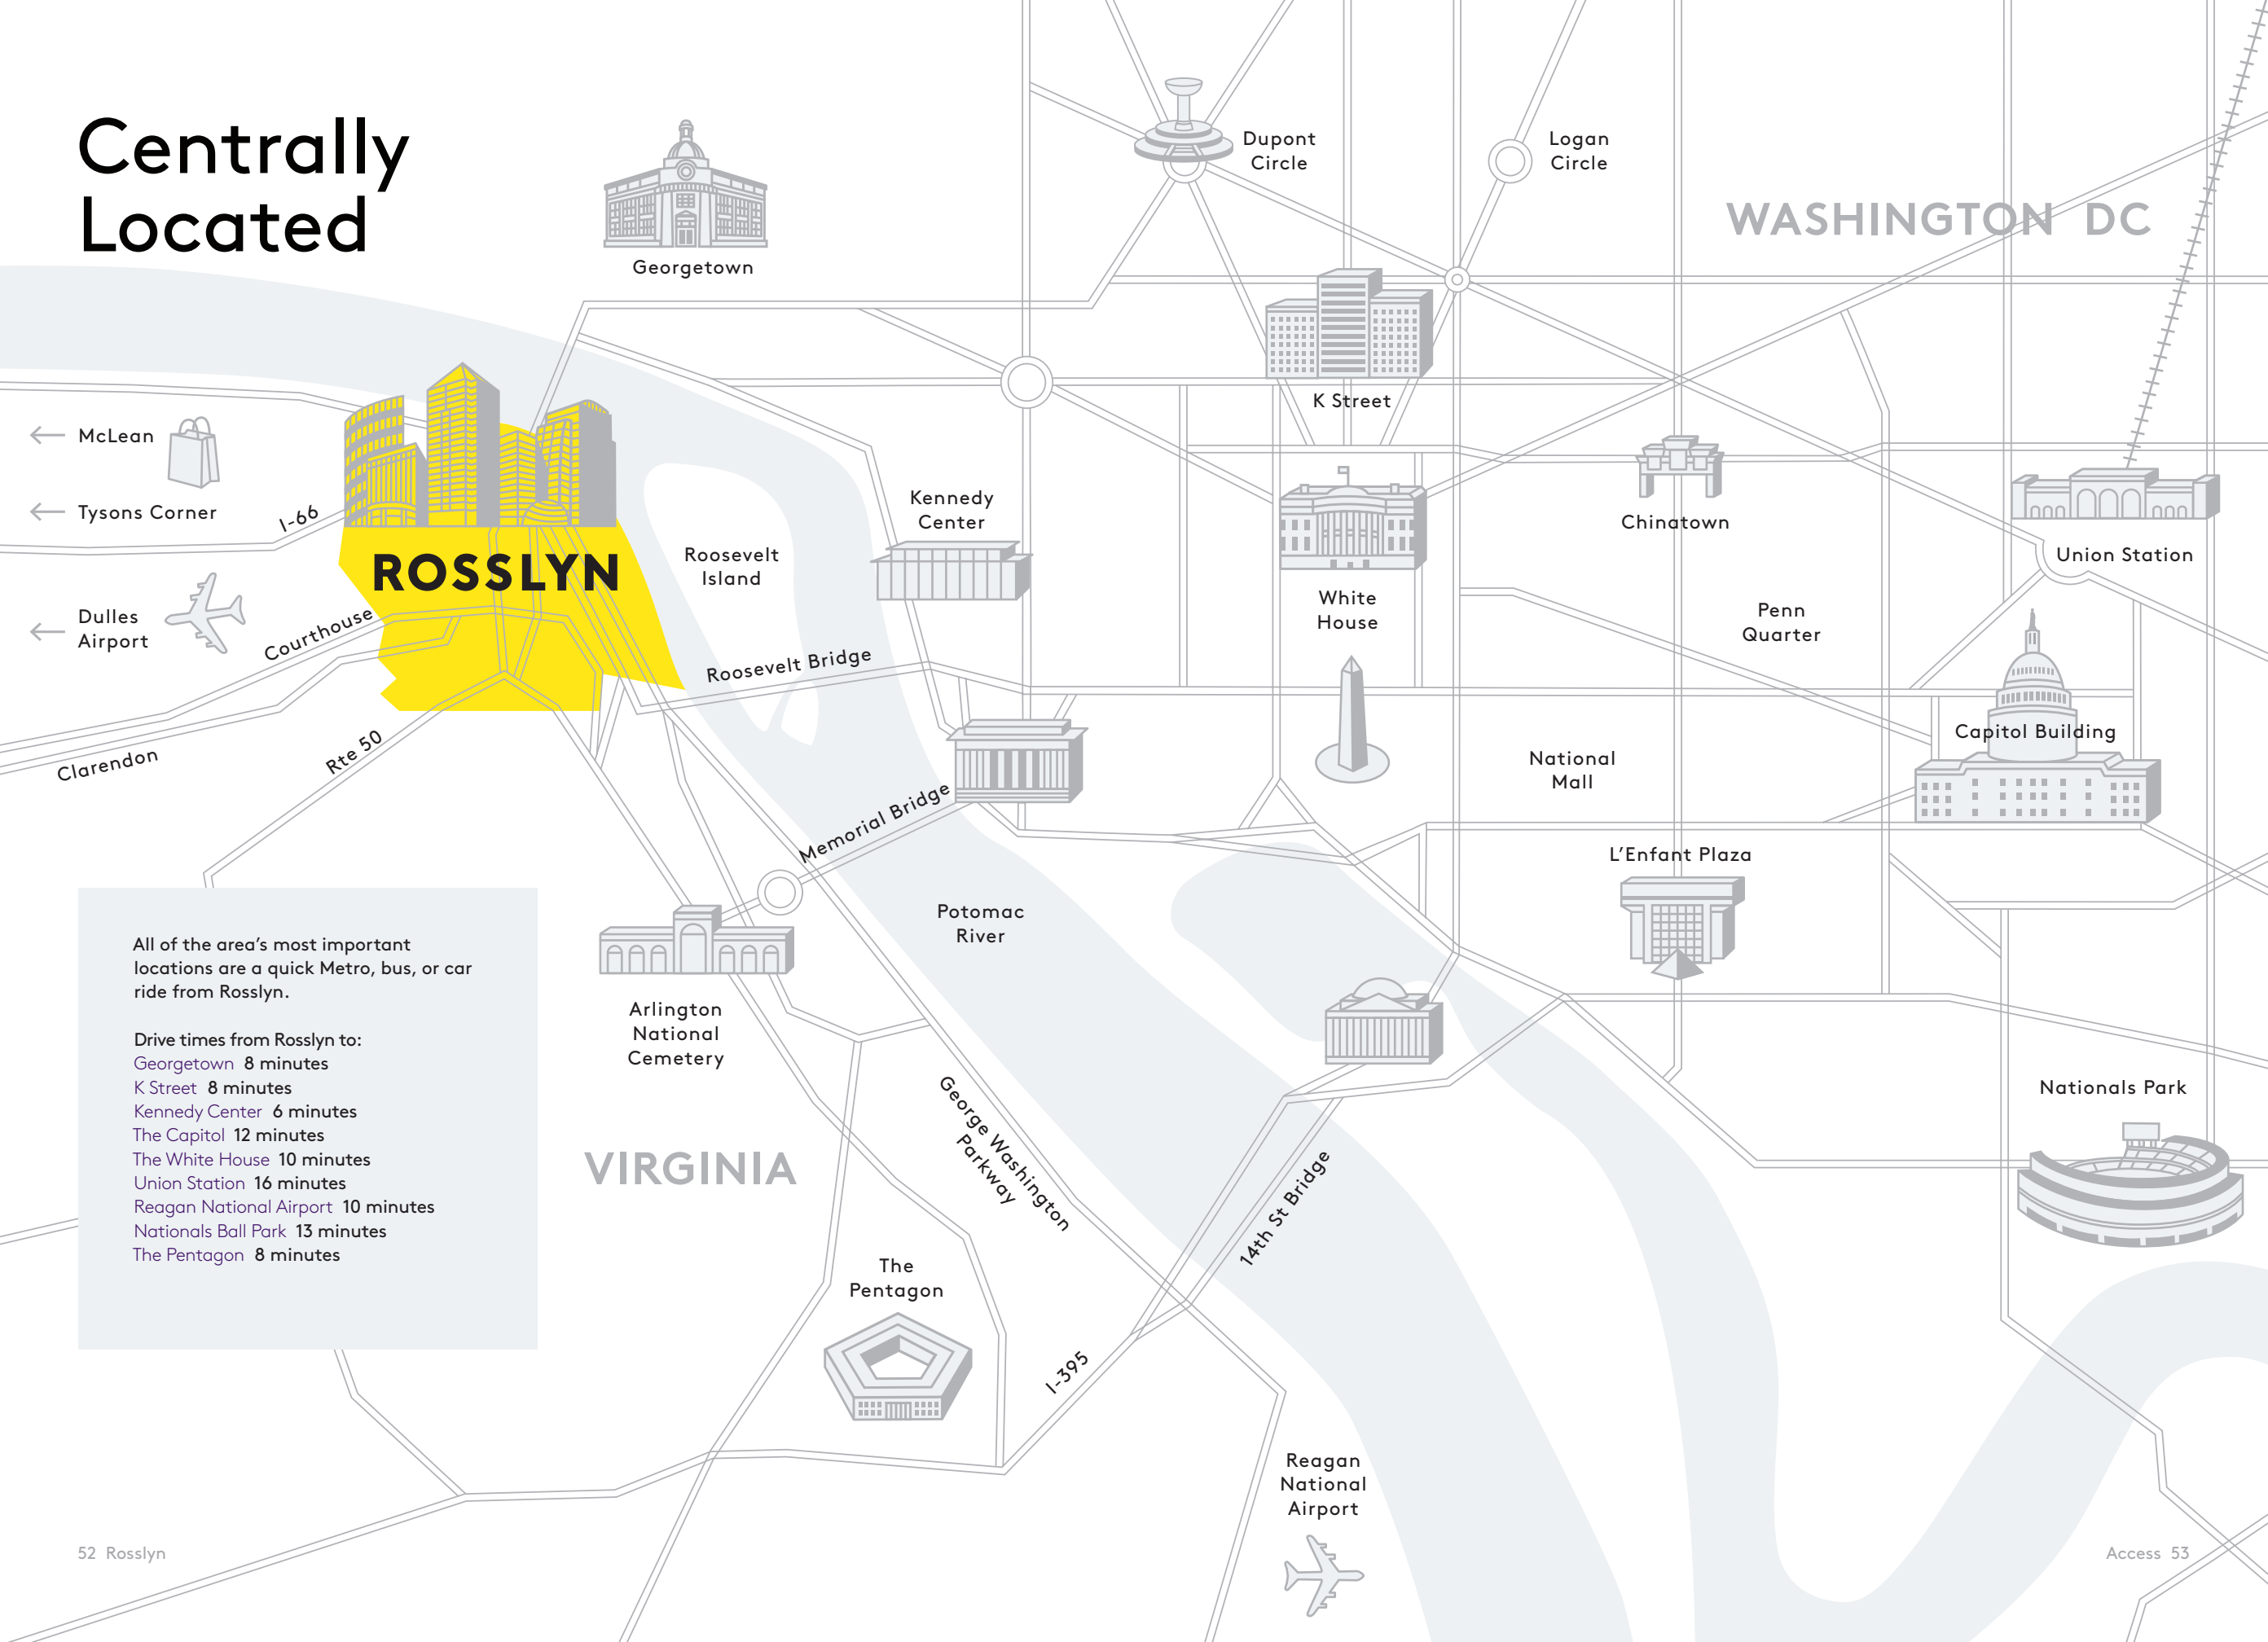 Centrally
Located
Georgetown
Dupont
Circle
Logan
Circle
WASHINGTON DC
K Street
McLean
Tysons Corner
I-66
Dulles
Airport
ROSSLYN
Courthouse
Clarendon
Rte 50
Roosevelt
Island
Kennedy
Center
Roosevelt Bridge
White
House
Chinatown
Penn
Quarter
Union Station
Capitol Building
National
Mall
Memorial Bridge
L'Enfant Plaza
Potomac
River
Arlington
National
Cemetery
All of the area's most important
locations are a quick Metro, bus, or car
ride from Rosslyn.
Drive times from Rosslyn to:
Georgetown 8 minutes
K Street 8 minutes
Kennedy Center 6 minutes
The Capitol 12 minutes
The White House 10 minutes
Union Station 16 minutes
Reagan National Airport 10 minutes
Nationals Ball Park 13 minutes
The Pentagon 8 minutes
VIRGINIA
George Washington
Parkway
14th St Bridge
Nationals Park
The
Pentagon
I-395
Reagan
National
Airport
52 Rosslyn
Access 53